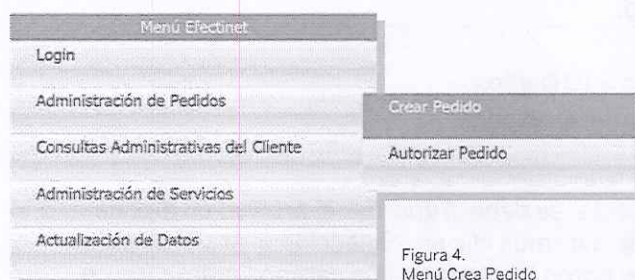 Menú Efectinet
Login
Administración de Pedidos
Crear Pedido
Consultas Administrativas del Cliente
Autorizar Pedido
Administración de Servicios
Actualización de Datos
Figura 4.
Menú Crea Pedido